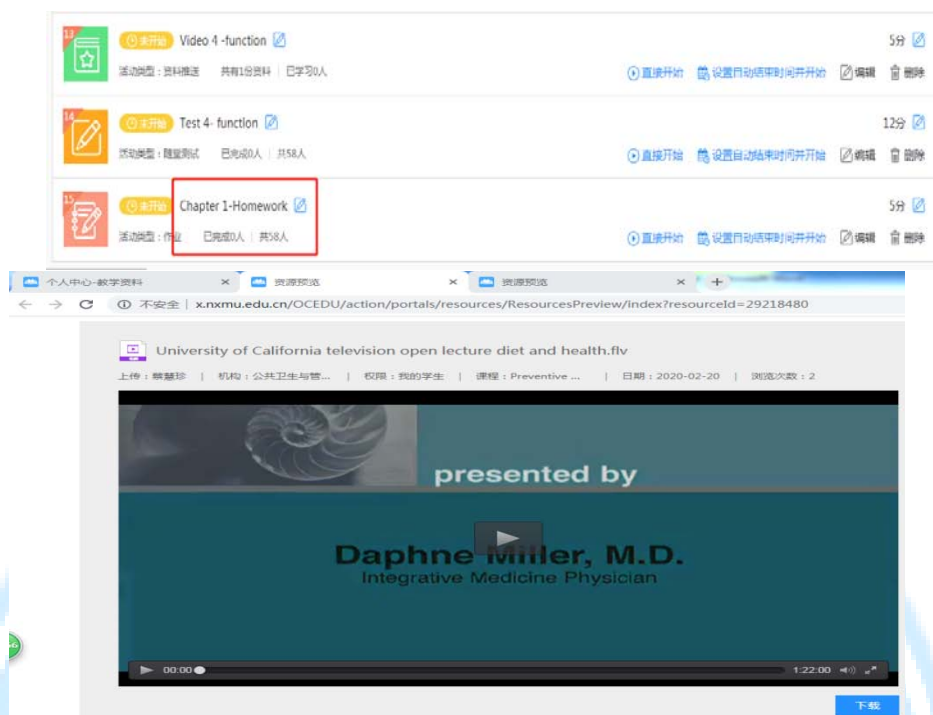 13
未开始 Video 4 -function 5分
活动类型：资料推送 共有1份资料 | 已学习0人 直接开始 设置自动结束时间并开始 编辑 删除
14
未开始 Test 4- function 12分
活动类型：随堂测试 已完成0人 | 共58人 直接开始 设置自动结束时间并开始 编辑 删除
15
未开始 Chapter 1-Homework 5分
活动类型：作业 已完成0人 | 共58人 直接开始 设置自动结束时间并开始 编辑 删除
个人中心-教学资料 × 资源预览 × 资源预览 × +
不安全 | x.nxmu.edu.cn/OCEDU/action/portals/resources/ResourcesPreview/index?resourceId=29218480
University of California television open lecture diet and health.flv
上传：蔡慧珍 | 机构：公共卫生与管... | 权限：我的学生 | 课程：Preventive ... | 日期：2020-02-20 | 浏览次数：2
presented by
Daphne Miller, M.D.
Integrative Medicine Physician
00:00 1:22:00
下载